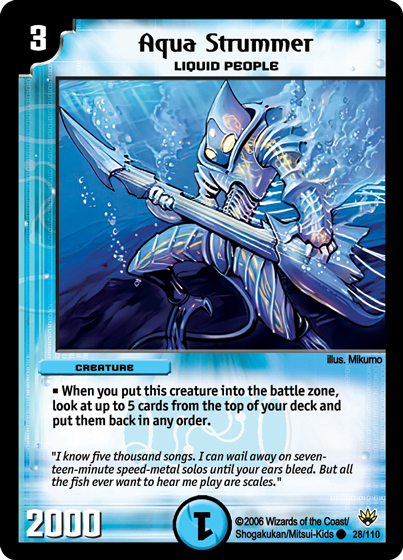 3
Aqua Strummer
LIQUID PEOPLE
illus. Mikumo
CREATURE
▪ When you put this creature into the battle zone,
look at up to 5 cards from the top of your deck and
put them back in any order.
"I know five thousand songs. I can wail away on seven-
teen-minute speed-metal solos until your ears bleed. But all
the fish ever want to hear me play are scales."
2000
1
©2006 Wizards of the Coast/
Shogakukan/Mitsui-Kids ● 28/110